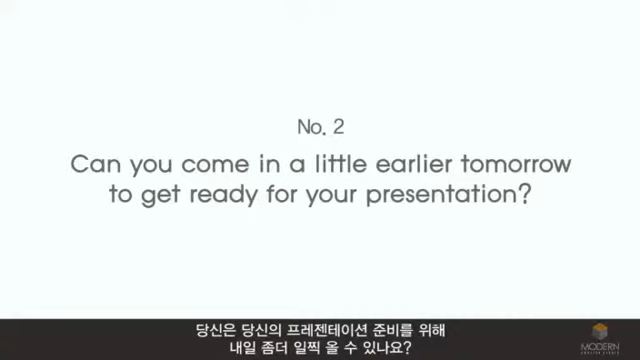 No. 2
Can you come in a little earlier tomorrow
to get ready for your presentation?
당신은 당신의 프레젠테이션 준비를 위해
내일 좀더 일찍 올 수 있나요?
MODERN